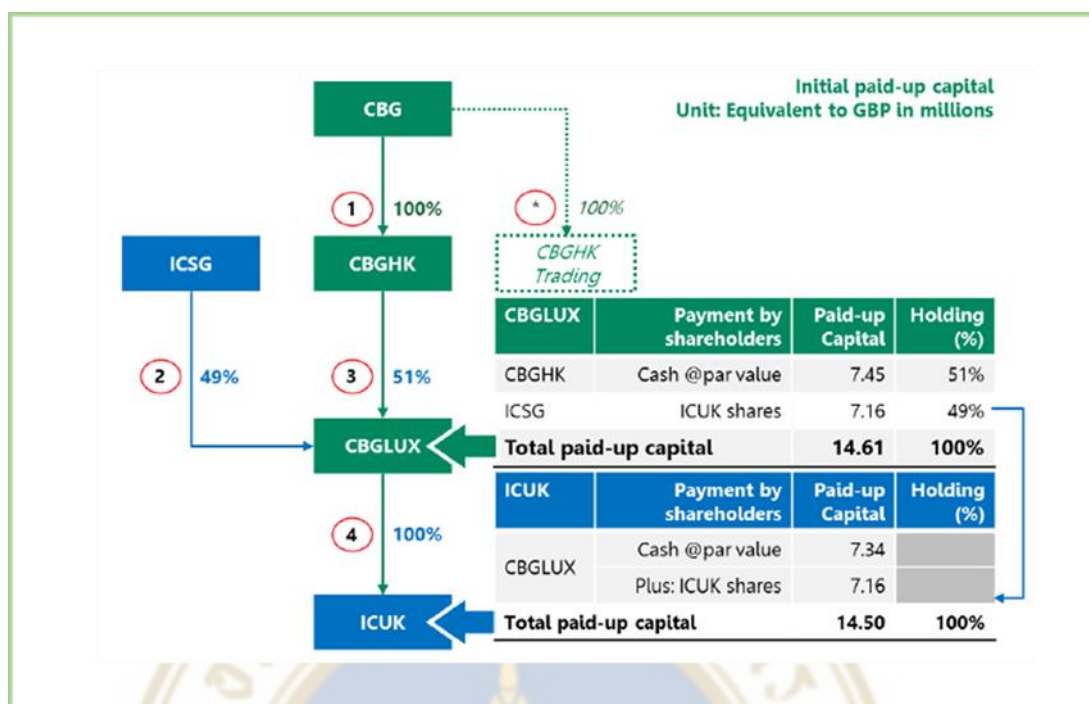 Initial paid-up capital
Unit: Equivalent to GBP in millions
CBG
1
100%
*
100%
ICSG
CBGHK
CBGHK
Trading
2
49%
3
51%
CBGLUX
4
100%
ICUK
CBGLUX Payment by shareholders Paid-up Capital Holding (%)
CBGHK Cash @par value 7.45 51%
ICSG ICUK shares 7.16 49%
Total paid-up capital 14.61 100%
ICUK Payment by shareholders Paid-up Capital Holding (%)
CBGLUX
Cash @par value 7.34
Plus: ICUK shares 7.16
Total paid-up capital 14.50 100%